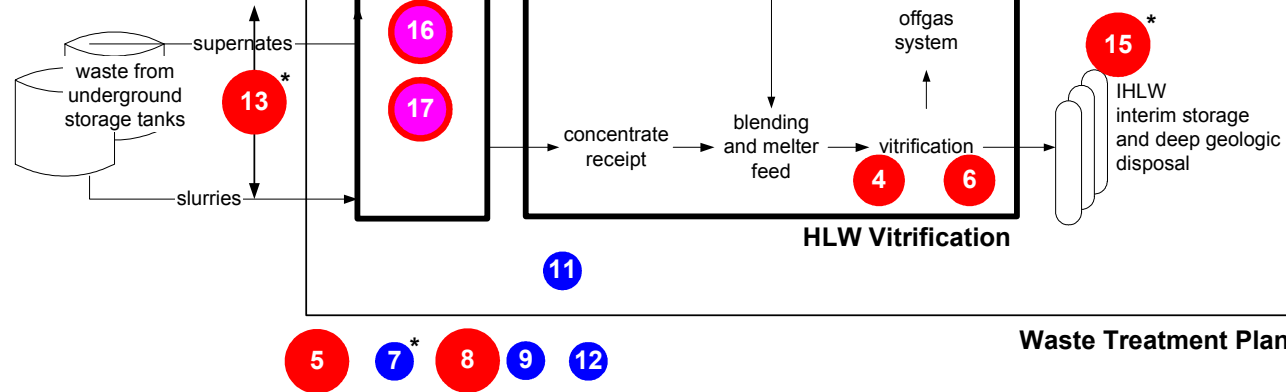 16
17
supernates
waste from
underground
storage tanks
13 *
slurries
concentrate
receipt
blending
and melter
feed
offgas
system
vitrification
4
6
15 *
IHLW
interim storage
and deep geologic
disposal
HLW Vitrification
11
Waste Treatment Plan
5
7 *
8
9
12